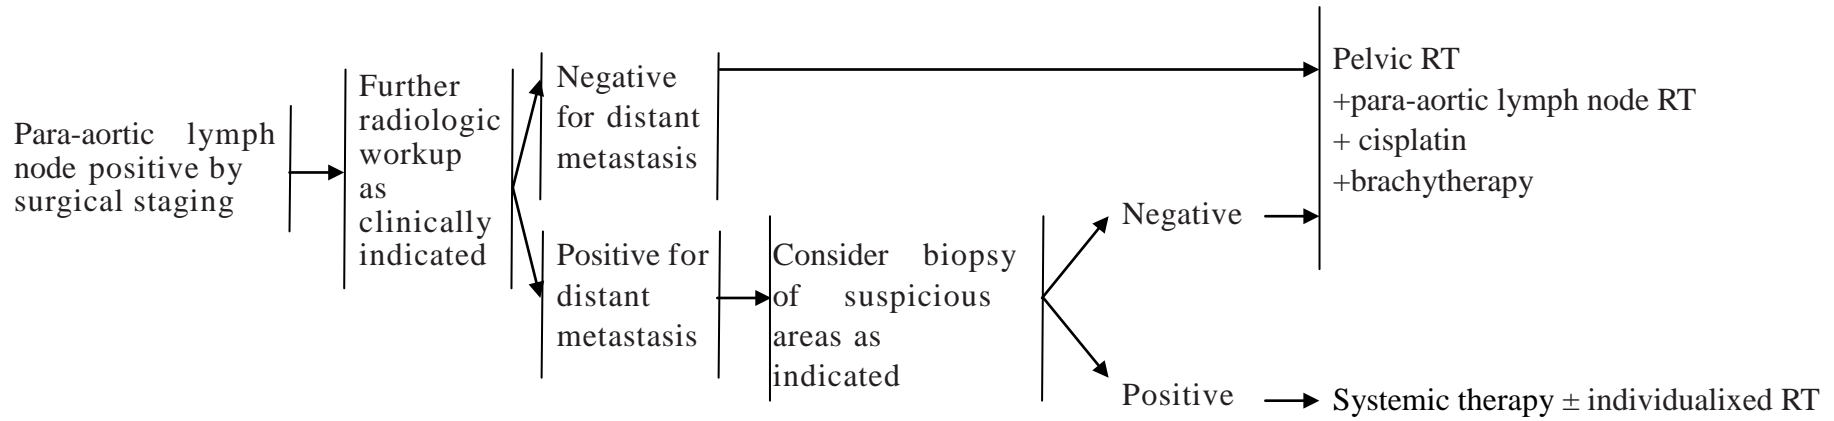 Para-aortic lymph
node positive by
surgical staging
Further
radiologic
workup
as
clinically
indicated
Negative
for distant
metastasis
Positive for
distant
metastasis
Consider biopsy
of suspicious
areas as
indicated
Negative
Positive
Pelvic RT
+para-aortic lymph node RT
+ cisplatin
+brachytherapy
Systemic therapy ± individualixed RT